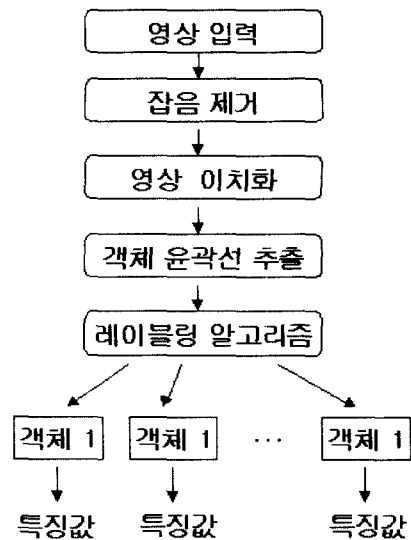 영상 입력
잡음 제거
영상 이치화
객체 윤곽선 추출
레이블링 알고리즘
객체 1 객체 1 ... 객체 1
특징값 특징값 특징값